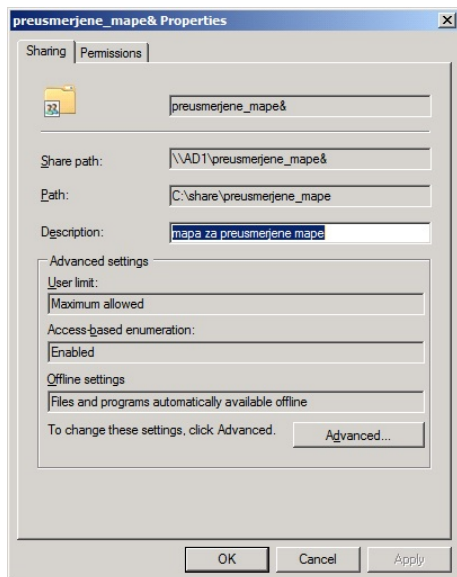 preusmerjene_mape& Properties
Sharing Permissions
preusmerjene_mape&
Share path: \\AD1\preusmerjene_mape&
Path: C:\share\preusmerjene_mape
Description: mapa za preusmerjene mape
Advanced settings
User limit:
Maximum allowed
Access-based enumeration:
Enabled
Offline settings
Files and programs automatically available offline
To change these settings, click Advanced. Advanced...
OK Cancel Apply